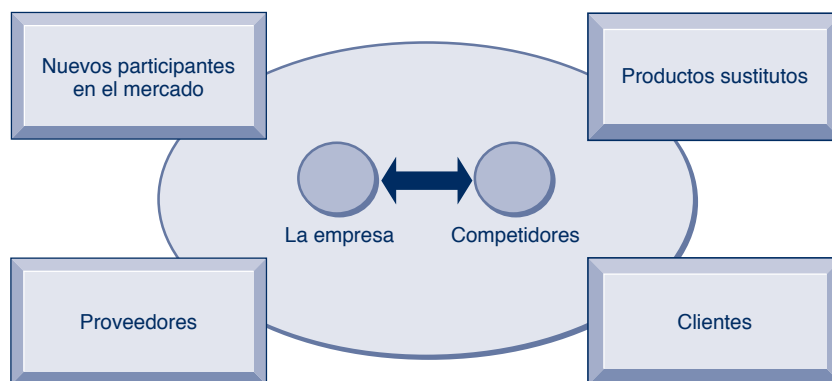 Nuevos participantes
en el mercado
Productos sustitutos
La empresa
Competidores
Proveedores
Clientes